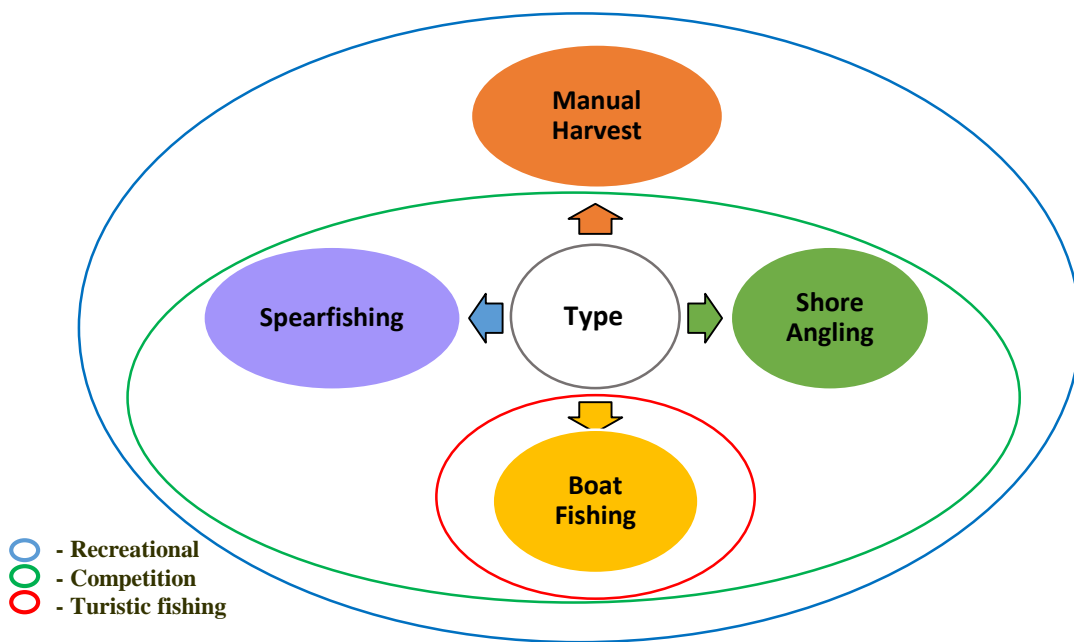 Manual
Harvest
Spearfishing
Type
Shore
Angling
Boat
Fishing
- Recreational
- Competition
- Turistic fishing